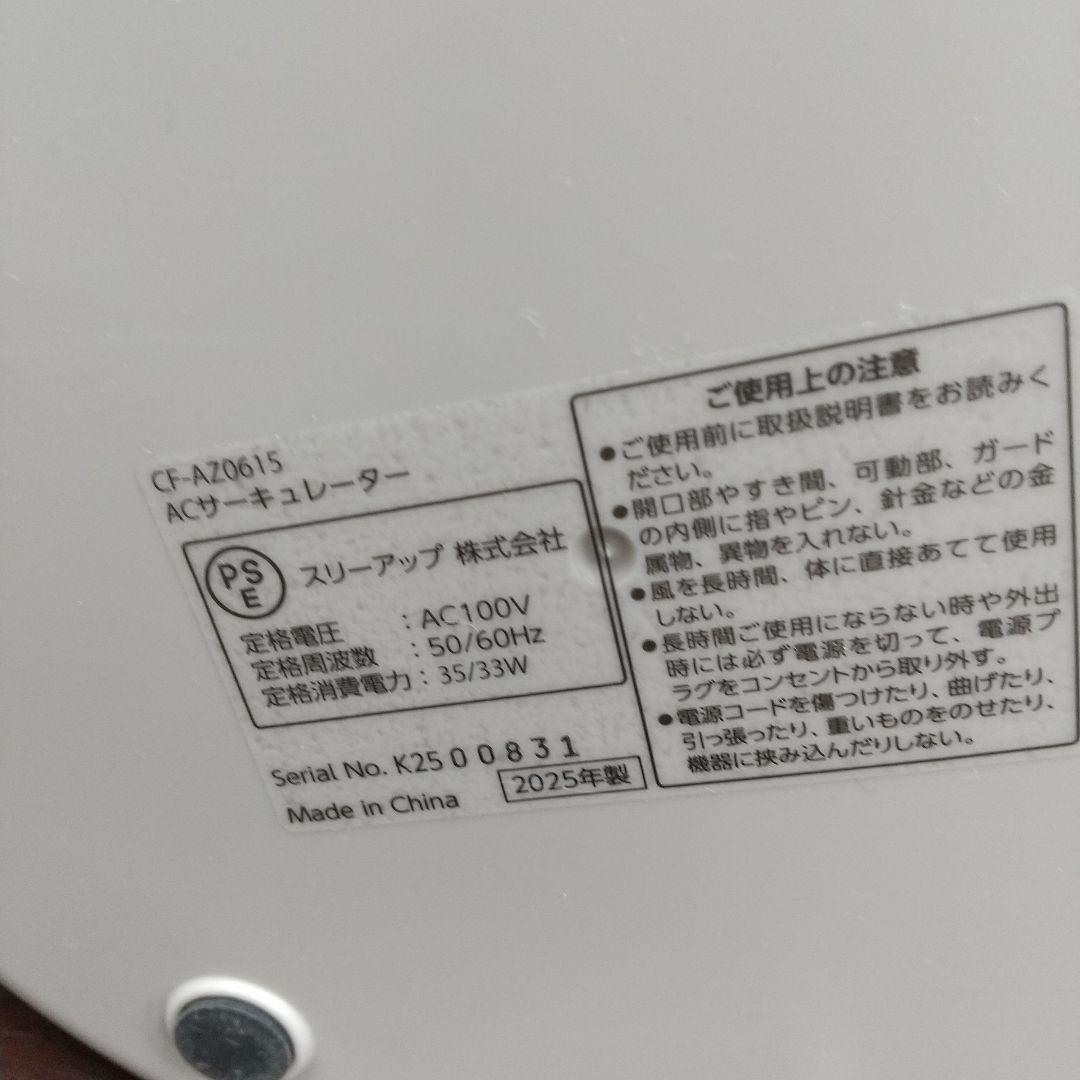 CF-AZ0615
ACサーキュレーター
PS
E
スリーアップ 株式会社
定格電圧 : AC100V
定格周波数 : 50/60Hz
定格消費電力 : 35/33W
Serial No. K2500831
Made in China
2025年製
ご使用上の注意
●ご使用前に取扱説明書をお読みく
ださい。
●開口部やすき間、可動部、ガード
の内側に指やピン、針金などの金
属物、異物を入れない。
●風を長時間、体に直接あてて使用
しない。
●長時間ご使用にならない時や外出
時には必ず電源を切って、電源プ
ラグをコンセントから取り外す。
●電源コードを傷つけたり、曲げたり、
引っ張ったり、重いものをのせたり、
機器に挟み込んだりしない。